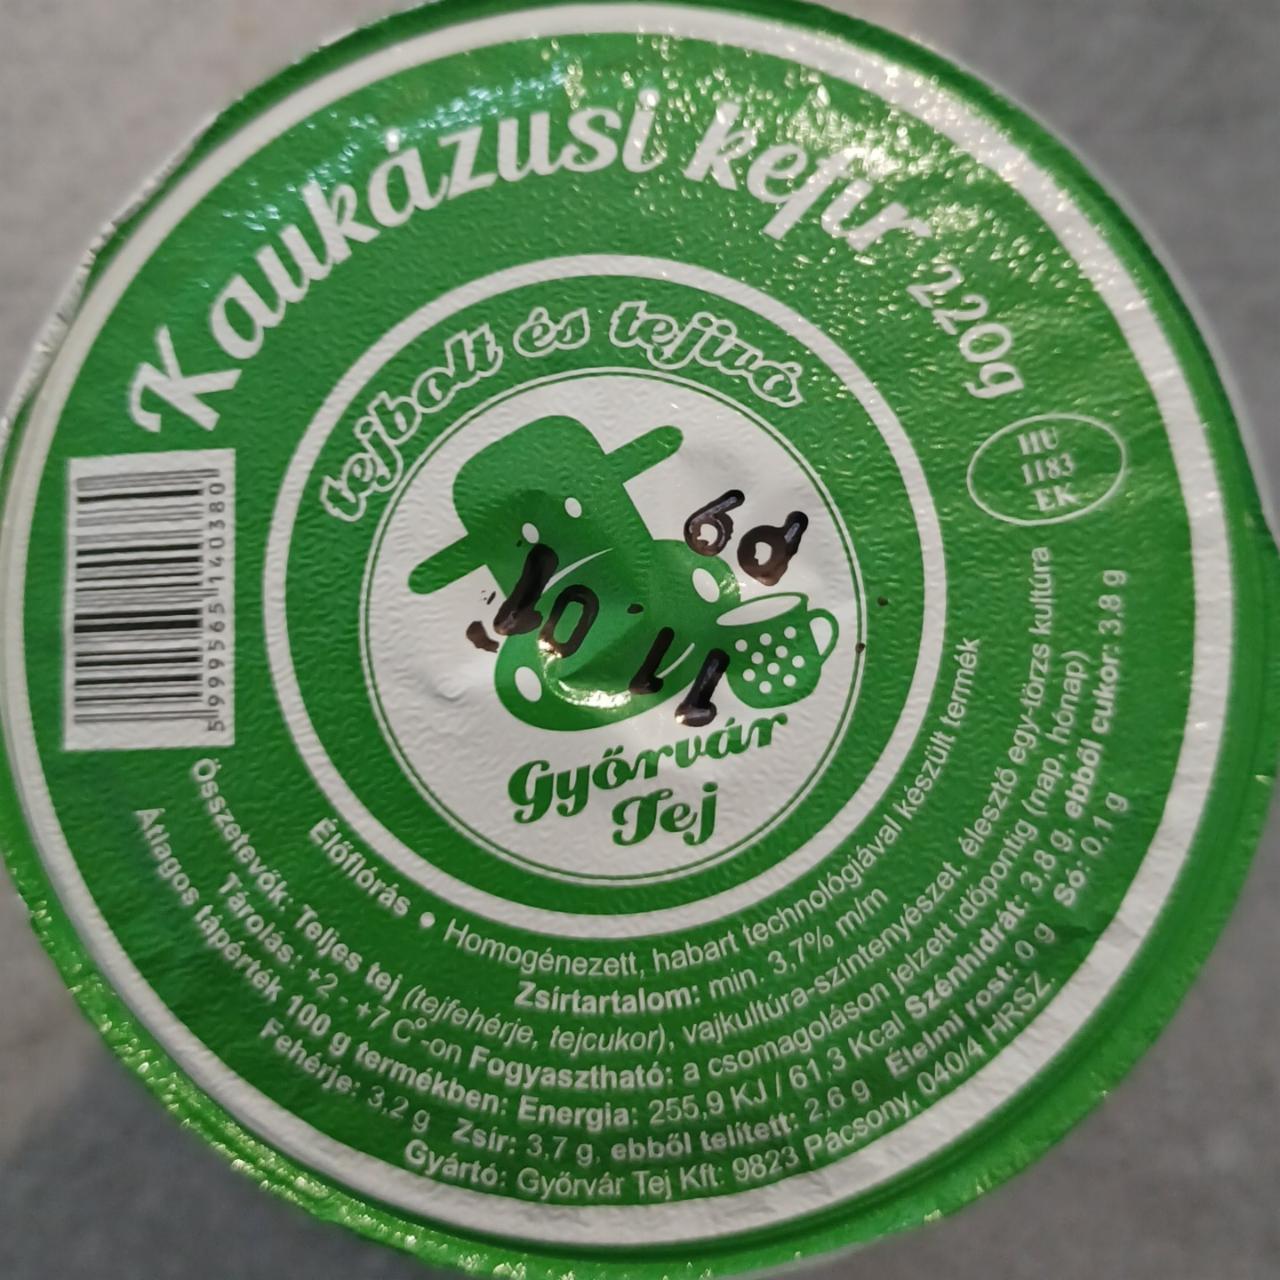 Kaukázusi kefir 220g
tejbolt és tejivó
HU
1183
EK
10 11
Győrvár
Tej
5 999565 140380
Élőflórás • Homogénezett, habart technológiával készült termék
Zsírtartalom: min. 3,7% m/m
Összetevők: Teljes tej (tejfehérje, tejcukor), vajkultúra-színtenyészet, élesztő egy-törzs kultúra
Tárolás: +2 - +7 C°-on Fogyasztható: a csomagoláson jelzett időpontig (nap, hónap)
Átlagos tápérték 100 g termékben: Energia: 255,9 KJ / 61,3 Kcal Szénhidrát: 3,8 g, ebből cukor: 3,8 g
Fehérje: 3,2 g Zsír: 3,7 g, ebből telített: 2,6 g Élelmi rost: 0 g Só: 0,1 g
Gyártó: Győrvár Tej Kft: 9823 Pácsony, 040/4 HRSZ.